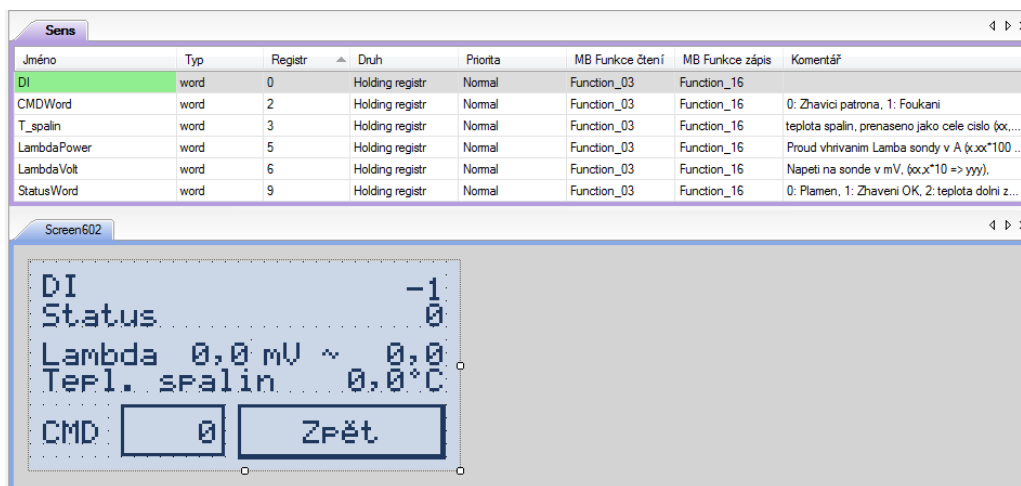 Sens
Jméno Typ Registr Druh Priorita MB Funkce čtení MB Funkce zápis Komentář
DI word 0 Holding registr Normal Function_03 Function_16
CMDWord word 2 Holding registr Normal Function_03 Function_16 0: Zhavici patrona, 1: Foukani
T_spalin word 3 Holding registr Normal Function_03 Function_16 teplota spalin, prenaseno jako cele cislo (xx,...
LambdaPower word 5 Holding registr Normal Function_03 Function_16 Proud vhrivanim Lamba sondy v A (x.xx*100 ...
LambdaVolt word 6 Holding registr Normal Function_03 Function_16 Napeti na sonde v mV, (xx,x*10 => yyy),
StatusWord word 9 Holding registr Normal Function_03 Function_16 0: Plamen, 1: Zhaveni OK, 2: teplota dolni z...
Screen602
DI -1
Status 0
Lambda 0,0 mV ~ 0,0
Tepl. spalin 0,0°C
CMD 0 Zpět